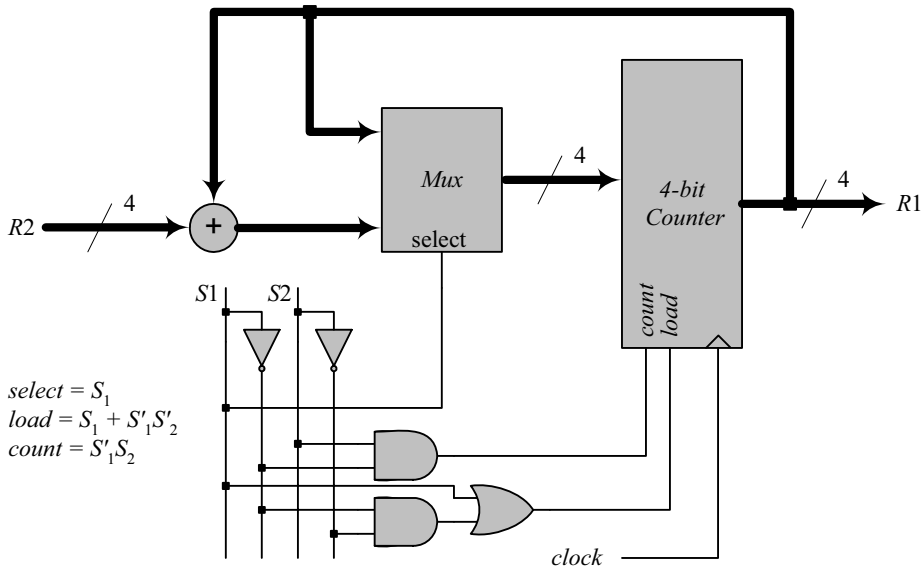 4
Mux
4
4-bit
Counter
4
R1
R2
4
+
select
S1 S2
count
load
select = S₁
load = S₁ + S′₁S′₂
count = S′₁S₂
clock